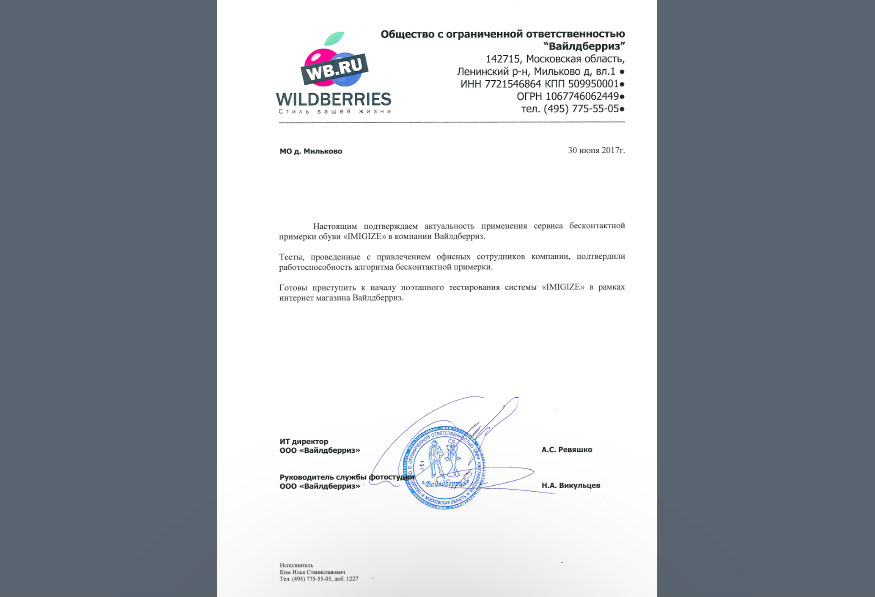 WB.RU
WILDBERRIES
Стиль вашей жизни
Общество с ограниченной ответственностью
"Вайлдберриз"
142715, Московская область,
Ленинский р-н, Мильково д, вл.1 ●
ИНН 7721546864 КПП 509950001●
ОГРН 1067746062449●
тел. (495) 775-55-05●
МО д. Мильково
30 июня 2017г.
Настоящим подтверждаем актуальность применения сервиса бесконтактной
примерки обуви «IMIGIZE» в компании Вайлдберриз.
Тесты, проведенные с привлечением офисных сотрудников компании, подтвердили
работоспособность алгоритма бесконтактной примерки.
Готовы приступить к началу поэтапного тестирования системы «IMIGIZE» в рамках
интернет магазина Вайлдберриз.
ИТ директор
ООО «Вайлдберриз»
А.С. Ревяшко
Руководитель службы фотостудии
ООО «Вайлдберриз»
Н.А. Викульцев
"Вайлдберриз"
Исполнитель
Ким Илья Станиславович
Тел. (495) 775-55-05, доб. 1227